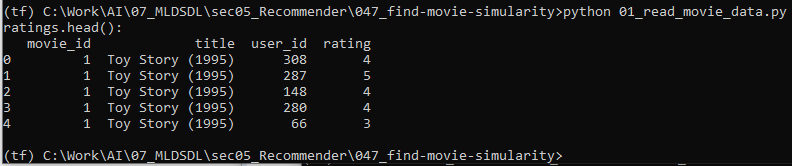 (tf) C:\Work\AI\07_MLDSDL\sec05_Recommender\047_find-movie-simularity>python 01_read_movie_data.py
ratings.head():
   movie_id             title  user_id  rating
0         1  Toy Story (1995)      308       4
1         1  Toy Story (1995)      287       5
2         1  Toy Story (1995)      148       4
3         1  Toy Story (1995)      280       4
4         1  Toy Story (1995)       66       3
(tf) C:\Work\AI\07_MLDSDL\sec05_Recommender\047_find-movie-simularity>